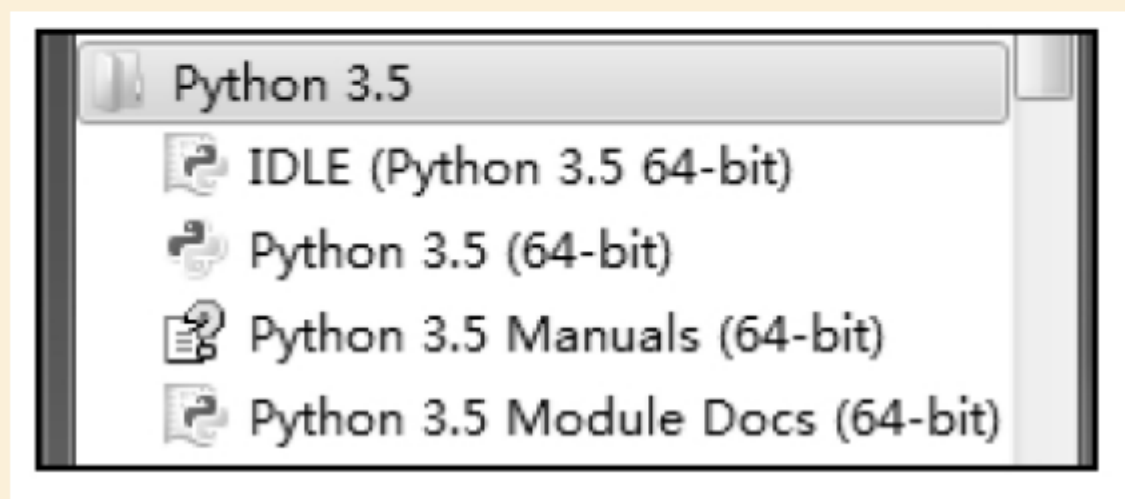 Python 3.5
IDLE (Python 3.5 64-bit)
Python 3.5 (64-bit)
Python 3.5 Manuals (64-bit)
Python 3.5 Module Docs (64-bit)